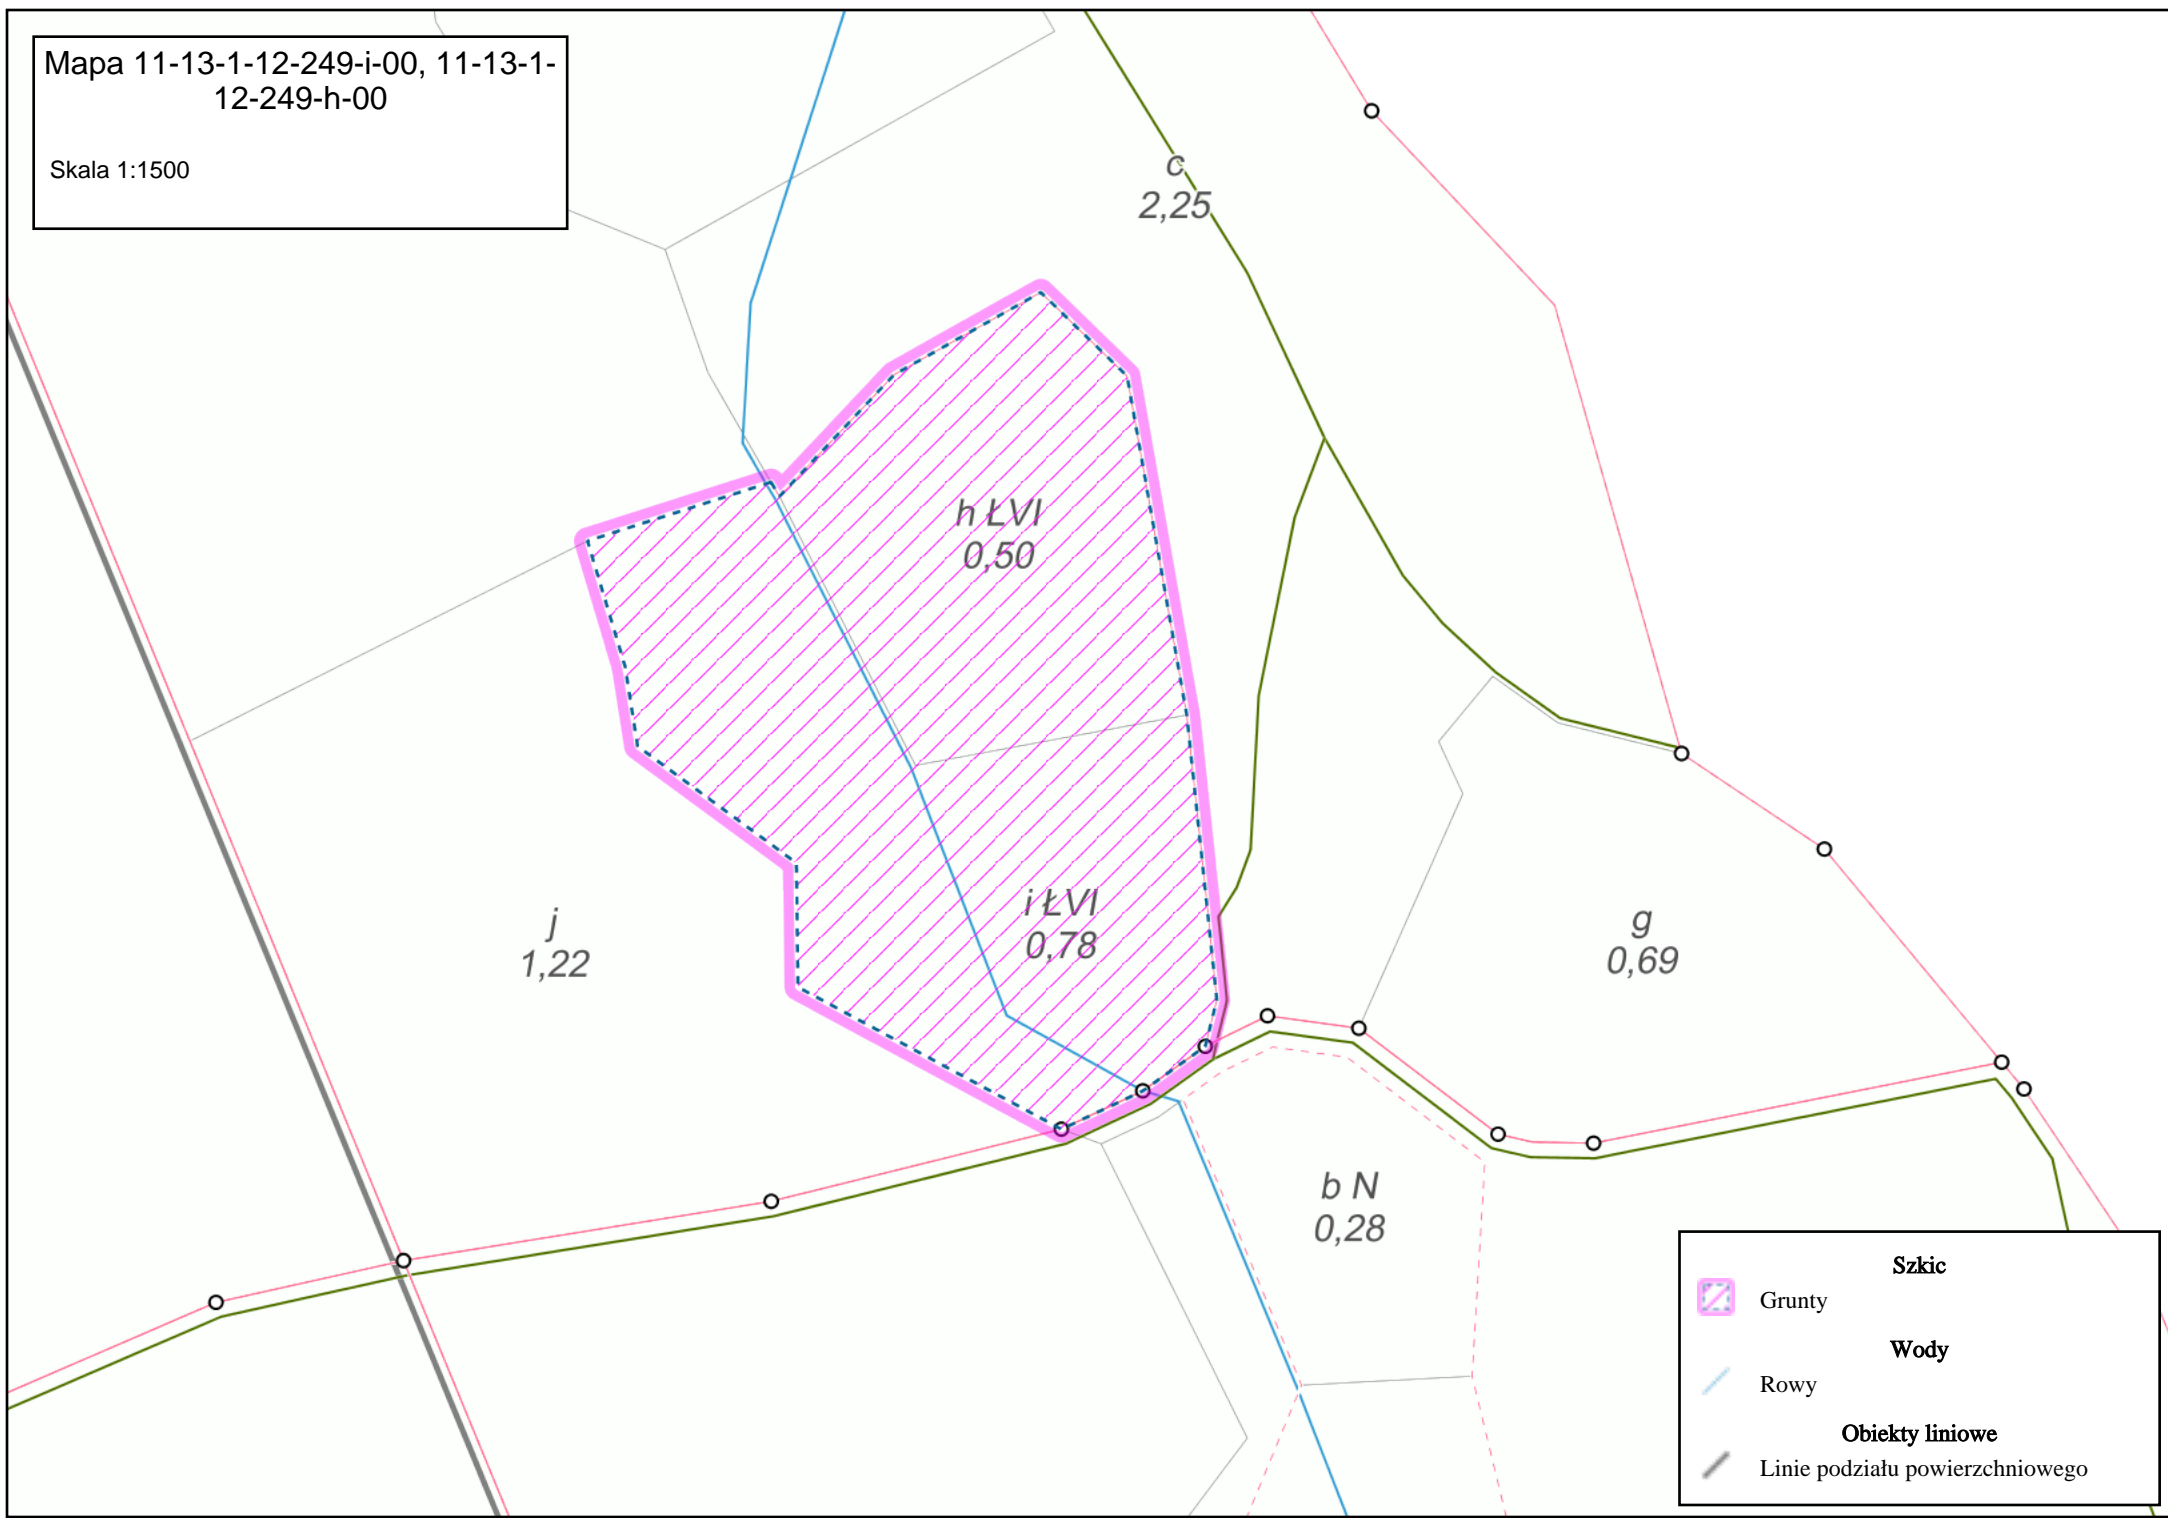 Mapa 11-13-1-12-249-i-00, 11-13-1-
12-249-h-00
Skala 1:1500
c
2,25
h ŁVI
0,50
i ŁVI
0,78
j
1,22
g
0,69
b N
0,28
Szkic
Grunty
Wody
Rowy
Obiekty liniowe
Linie podziału powierzchniowego